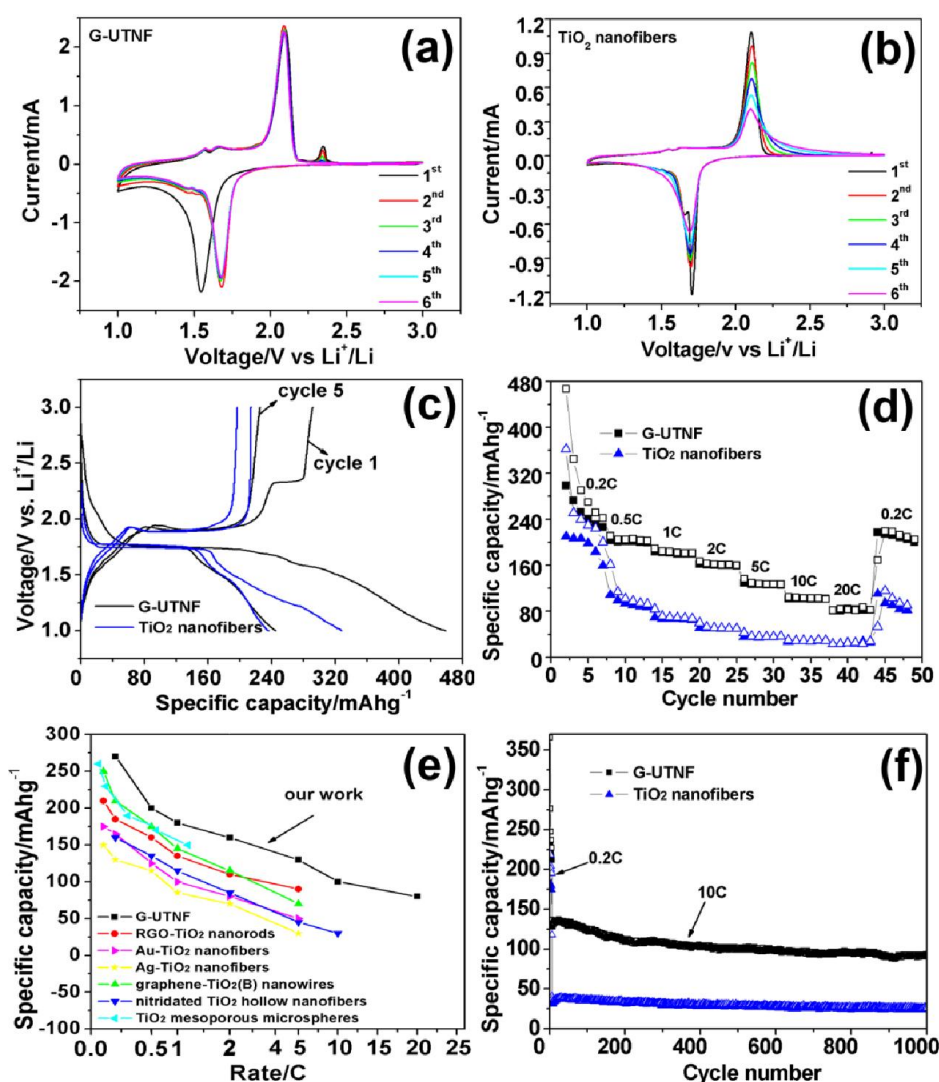 G-UTNF
(a)
Current/mA
2
1
0
-1
-2
1st
2nd
3rd
4th
5th
6th
1.0 1.5 2.0 2.5 3.0
Voltage/V vs Li+/Li
TiO2 nanofibers
(b)
Current/mA
1.2
0.9
0.6
0.3
0.0
-0.3
-0.6
-0.9
-1.2
1st
2nd
3rd
4th
5th
6th
1.0 1.5 2.0 2.5 3.0
Voltage/v vs Li+/Li
(c)
Voltage/V vs. Li+/Li
3.0
2.5
2.0
1.5
1.0
cycle 5
cycle 1
G-UTNF
TiO2 nanofibers
0 60 120 180 240 300 360 420 480
Specific capacity/mAhg-1
(d)
Specific capacity/mAhg-1
480
400
320
240
160
80
0
G-UTNF
TiO2 nanofibers
0.2C
0.5C
1C
2C
5C
10C
20C
0.2C
0 5 10 15 20 25 30 35 40 45 50
Cycle number
(e)
Specific capacity/mAhg-1
300
250
200
150
100
50
0
-50
-100
our work
G-UTNF
RGO-TiO2 nanorods
Au-TiO2 nanofibers
Ag-TiO2 nanofibers
graphene-TiO2(B) nanowires
nitridated TiO2 hollow nanofibers
TiO2 mesoporous microspheres
0.0 0.5 1 2 5 10 15 20 25
Rate/C
(f)
Specific capacity/mAhg-1
350
300
250
200
150
100
50
0
G-UTNF
TiO2 nanofibers
0.2C
10C
0 200 400 600 800 1000
Cycle number